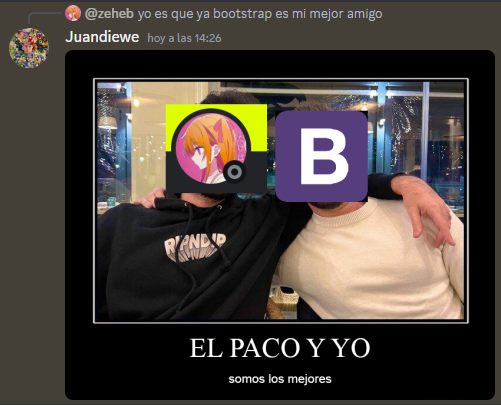 @zeheb yo es que ya bootstrap es mi mejor amigo
Juandiewe hoy a las 14:26
RIPNDIP
B
EL PACO Y YO
somos los mejores